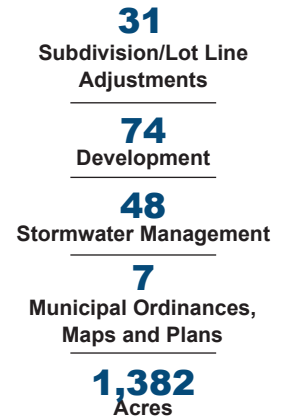 31
Subdivision/Lot Line
Adjustments
74
Development
48
Stormwater Management
7
Municipal Ordinances,
Maps and Plans
1,382
Acres